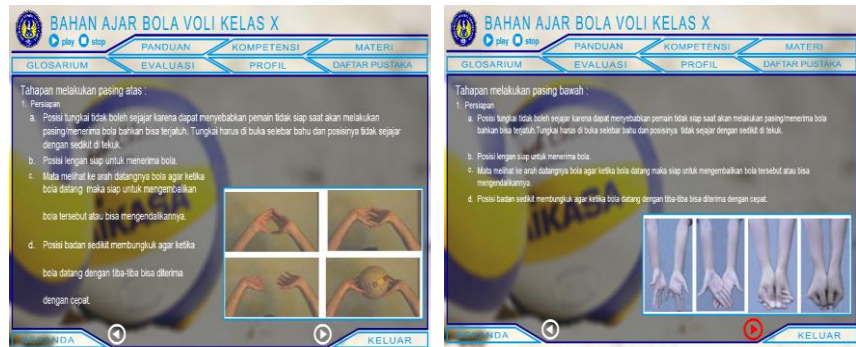 BAHAN AJAR BOLA VOLI KELAS X
play stop
PANDUAN KOMPETENSI MATERI
GLOSARIUM EVALUASI PROFIL DAFTAR PUSTAKA
Tahapan melakukan pasing atas :
1. Persiapan
a. Posisi tungkai tidak boleh sejajar karena dapat menyebabkan pemain tidak siap saat akan melakukan
pasing/menerima bola bahkan bisa terjatuh. Tungkai harus di buka selebar bahu dan posisinya tidak sejajar
dengan sedikit di tekuk.
b. Posisi lengan siap untuk menerima bola.
c. Mata melihat ke arah datangnya bola agar ketika
bola datang maka siap untuk mengembalikan
bola tersebut atau bisa mengendalikannya.
d. Posisi badan sedikit membungkuk agar ketika
bola datang dengan tiba-tiba bisa diterima
dengan cepat.
MIKASA
KELUAR
BAHAN AJAR BOLA VOLI KELAS X
play stop
PANDUAN KOMPETENSI MATERI
GLOSARIUM EVALUASI PROFIL DAFTAR PUSTAKA
Tahapan melakukan pasing bawah :
1. Persiapan
a. Posisi tungkai tidak boleh sejajar karena dapat menyebabkan pemain tidak siap saat akan melakukan pasing/menerima bola
bahkan bisa terjatuh.Tungkai harus di buka selebar bahu dan posisinya tidak sejajar dengan sedikit di tekuk.
b. Posisi lengan siap untuk menerima bola.
c. Mata melihat ke arah datangnya bola agar ketika bola datang maka siap untuk mengembalikan bola tersebut atau bisa
mengendalikannya.
d. Posisi badan sedikit membungkuk agar ketika bola datang dengan tiba-tiba bisa diterima dengan cepat.
KELUAR